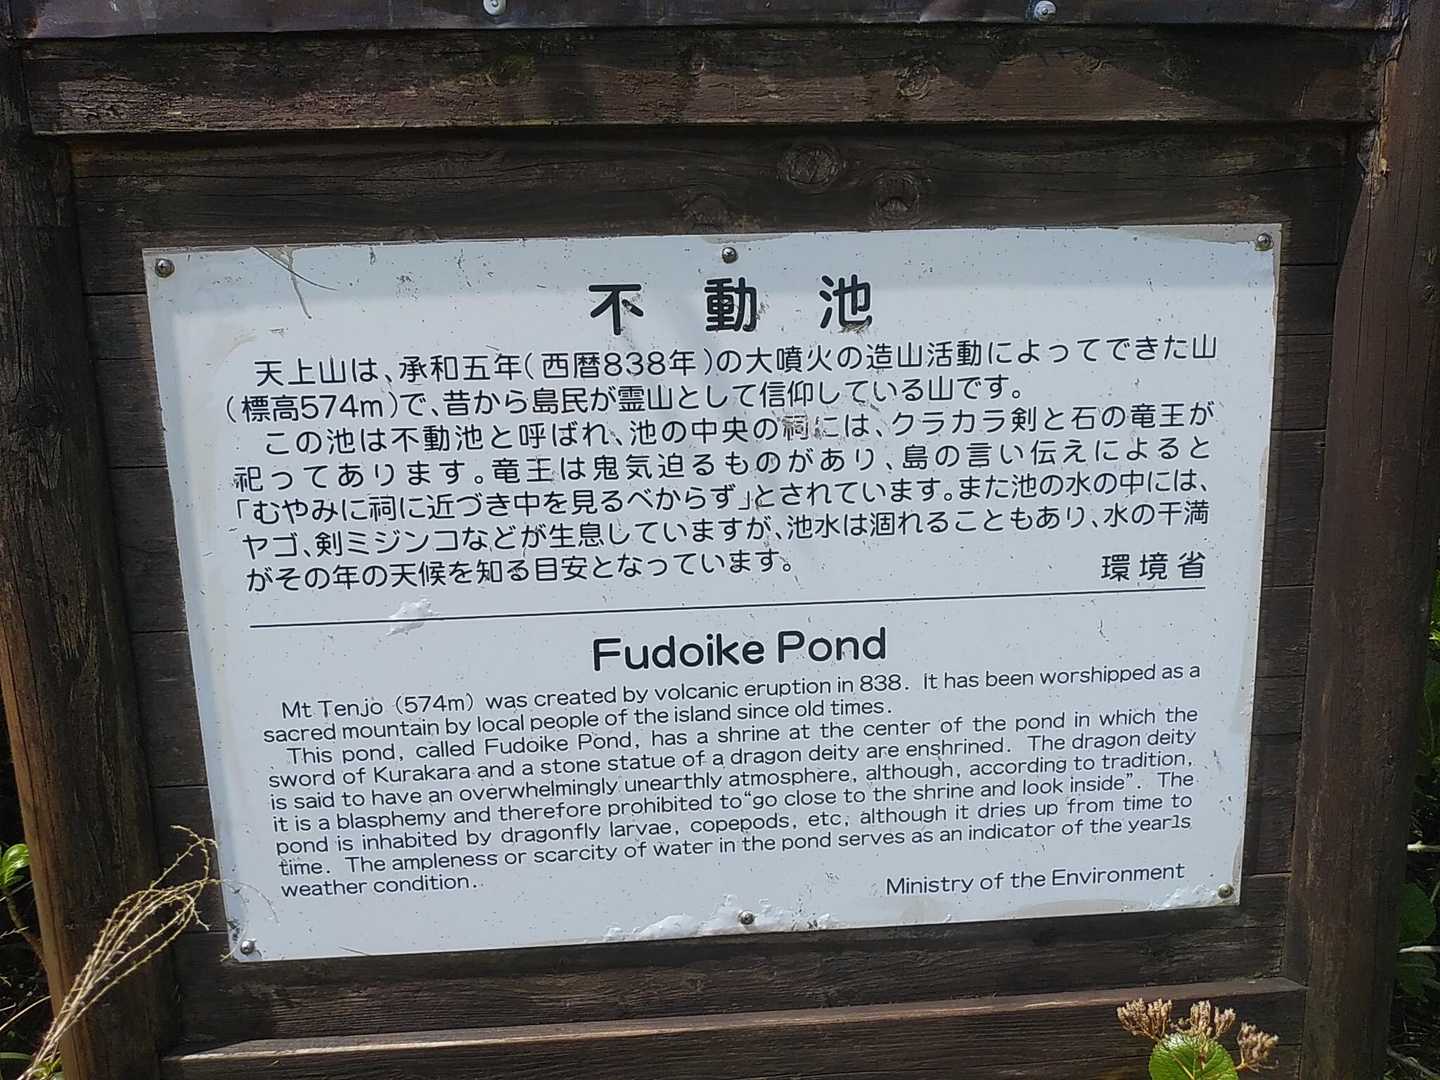 不動池
天上山は、承和五年(西暦838年)の大噴火の造山活動によってできた山
(標高574m)で、昔から島民が霊山として信仰している山です。
この池は不動池と呼ばれ、池の中央の祠には、クラカラ剣と石の竜王が
祀ってあります。竜王は鬼気迫るものがあり、島の言い伝えによると
「むやみに祠に近づき中を見るべからず」とされています。また池の水の中には、
ヤゴ、剣ミジンコなどが生息していますが、池水は涸れることもあり、水の干満
がその年の天候を知る目安となっています。
環境省
Fudoike Pond
Mt Tenjo (574m) was created by volcanic eruption in 838. It has been worshipped as a
sacred mountain by local people of the island since old times.
This pond, called Fudoike Pond, has a shrine at the center of the pond in which the
sword of Kurakara and a stone statue of a dragon deity are enshrined. The dragon deity
is said to have an overwhelmingly unearthly atmosphere, although, according to tradition,
it is a blasphemy and therefore prohibited to "go close to the shrine and look inside". The
pond is inhabited by dragonfly larvae, copepods, etc, although it dries up from time to
time. The ampleness or scarcity of water in the pond serves as an indicator of the year1s
weather condition.
Ministry of the Environment